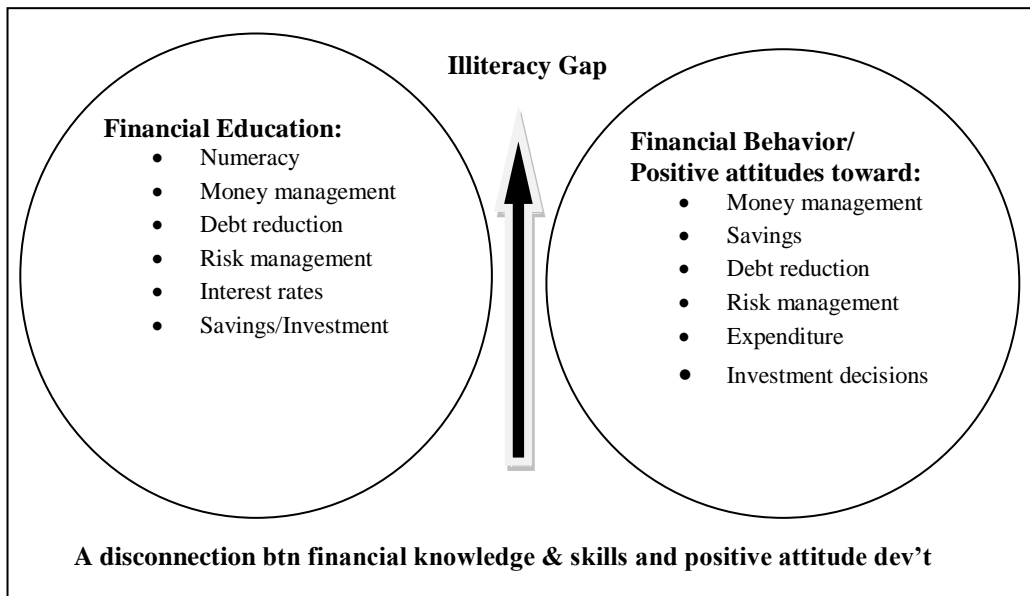 Illiteracy Gap
Financial Education:
• Numeracy
• Money management
• Debt reduction
• Risk management
• Interest rates
• Savings/Investment
Financial Behavior/
Positive attitudes toward:
• Money management
• Savings
• Debt reduction
• Risk management
• Expenditure
• Investment decisions
A disconnection btn financial knowledge & skills and positive attitude dev’t